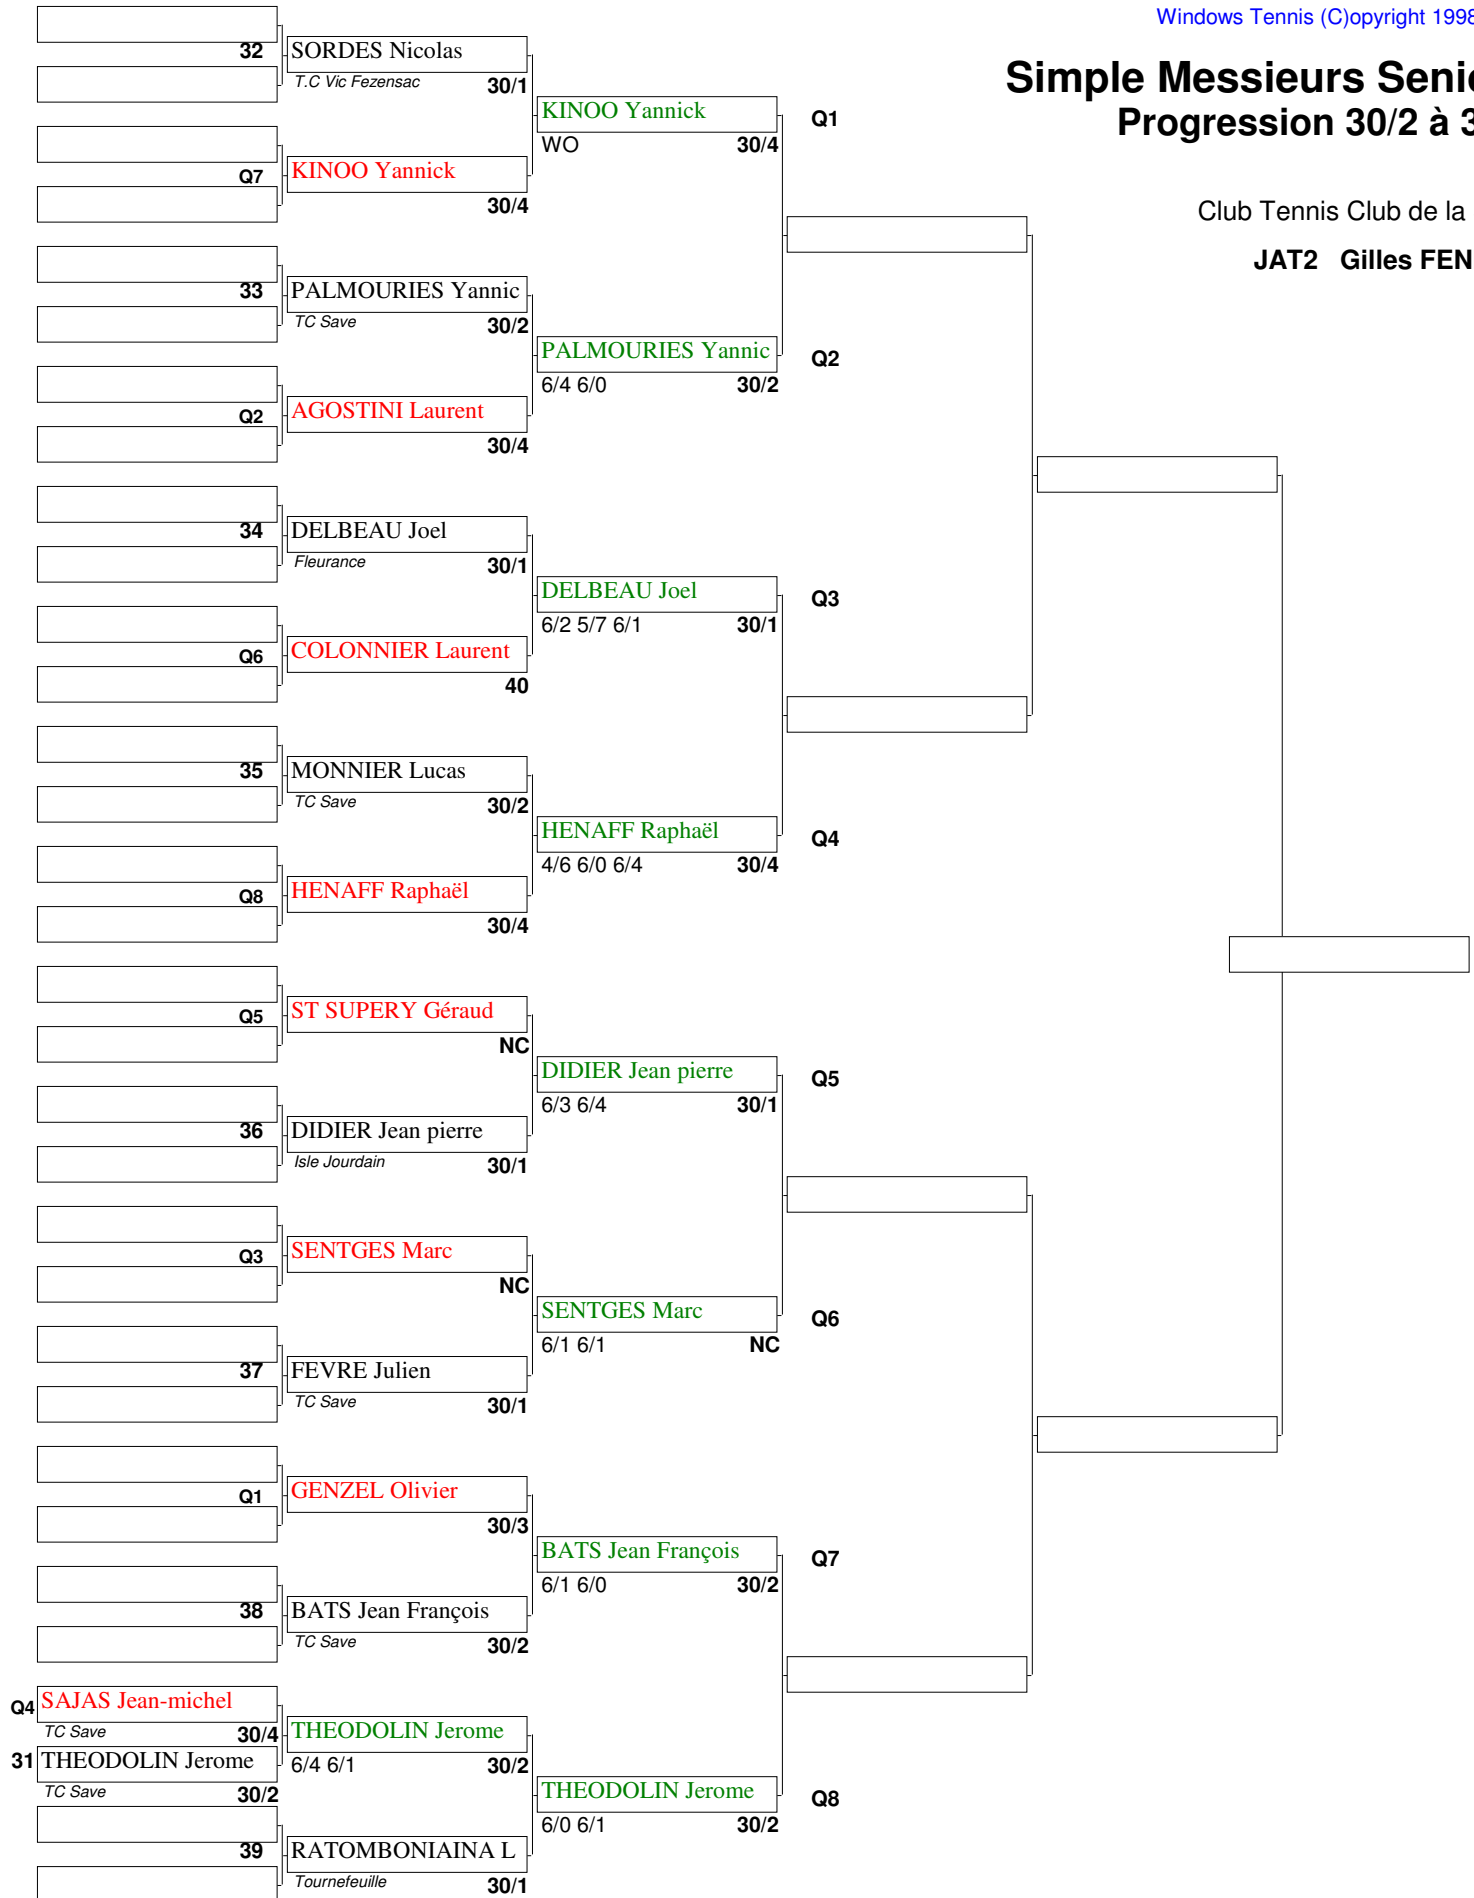 Windows Tennis (C)opyright 1998
Simple Messieurs Senio
Progression 30/2 à 3
Club Tennis Club de la
JAT2 Gilles FEN
32 SORDES Nicolas
T.C Vic Fezensac 30/1
KINOO Yannick Q1
WO 30/4
Q7 KINOO Yannick
30/4
33 PALMOURIES Yannic
TC Save 30/2
PALMOURIES Yannic Q2
6/4 6/0 30/2
Q2 AGOSTINI Laurent
30/4
34 DELBEAU Joel
Fleurance 30/1
DELBEAU Joel Q3
6/2 5/7 6/1 30/1
Q6 COLONNIER Laurent
40
35 MONNIER Lucas
TC Save 30/2
HENAFF Raphaël Q4
4/6 6/0 6/4 30/4
Q8 HENAFF Raphaël
30/4
Q5 ST SUPERY Géraud
NC
DIDIER Jean pierre Q5
6/3 6/4 30/1
36 DIDIER Jean pierre
Isle Jourdain 30/1
Q3 SENTGES Marc
NC
SENTGES Marc Q6
6/1 6/1 NC
37 FEVRE Julien
TC Save 30/1
Q1 GENZEL Olivier
30/3
BATS Jean François Q7
6/1 6/0 30/2
38 BATS Jean François
TC Save 30/2
Q4 SAJAS Jean-michel
TC Save 30/4
THEODOLIN Jerome
6/4 6/1 30/2
31 THEODOLIN Jerome
TC Save 30/2
THEODOLIN Jerome Q8
6/0 6/1 30/2
39 RATOMBONIAINA L
Tournefeuille 30/1